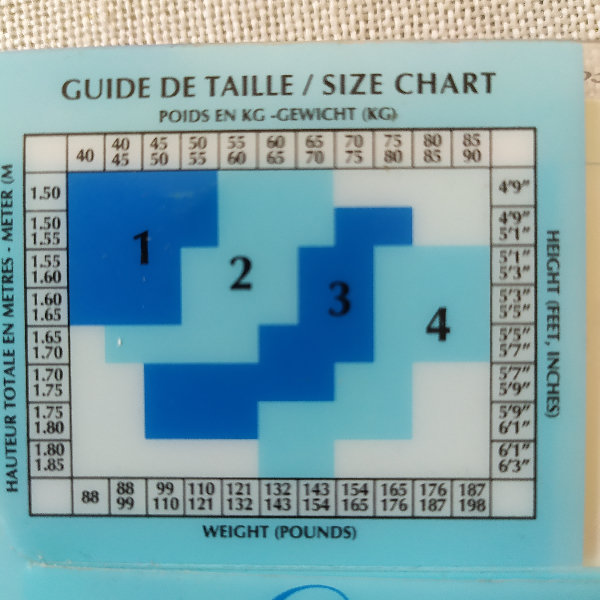 GUIDE DE TAILLE / SIZE CHART
POIDS EN KG -GEWICHT (KG)
40 40 45 50 55 60 65 70 75 80 85
45 50 55 60 65 70 75 80 85 90
HAUTEUR TOTALE EN METRES - METER (M
1.50 4'9"
1.50 4'9"
1.55 5'1"
1.55 5'1"
1.60 5'3"
1.60 5'3"
1.65 5'5"
1.65 5'5"
1.70 5'7"
1.70 5'7"
1.75 5'9"
1.75 5'9"
1.80 6'1"
1.80 6'1"
1.85 6'3"
1
2
3
4
HEIGHT (FEET, INCHES)
88 88 99 110 121 132 143 154 165 176 187
99 110 121 132 143 154 165 176 187 198
WEIGHT (POUNDS)